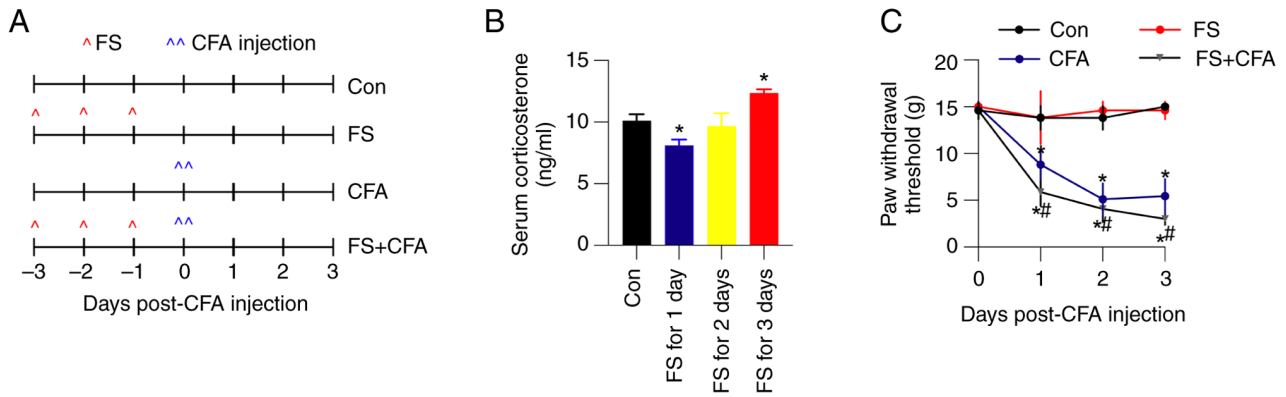 A
^ FS
^^ CFA injection
Con
^ ^ ^
FS
^^
CFA
^ ^ ^ ^^
FS+CFA
−3 −2 −1 0 1 2 3
Days post-CFA injection
B
Serum corticosterone
(ng/ml)
15
10
5
0
* *
Con
FS for 1 day
FS for 2 days
FS for 3 days
C
Con
FS
CFA
FS+CFA
Paw withdrawal
threshold (g)
20
15
10
5
0
* * *
*# *# *#
0 1 2 3
Days post-CFA injection